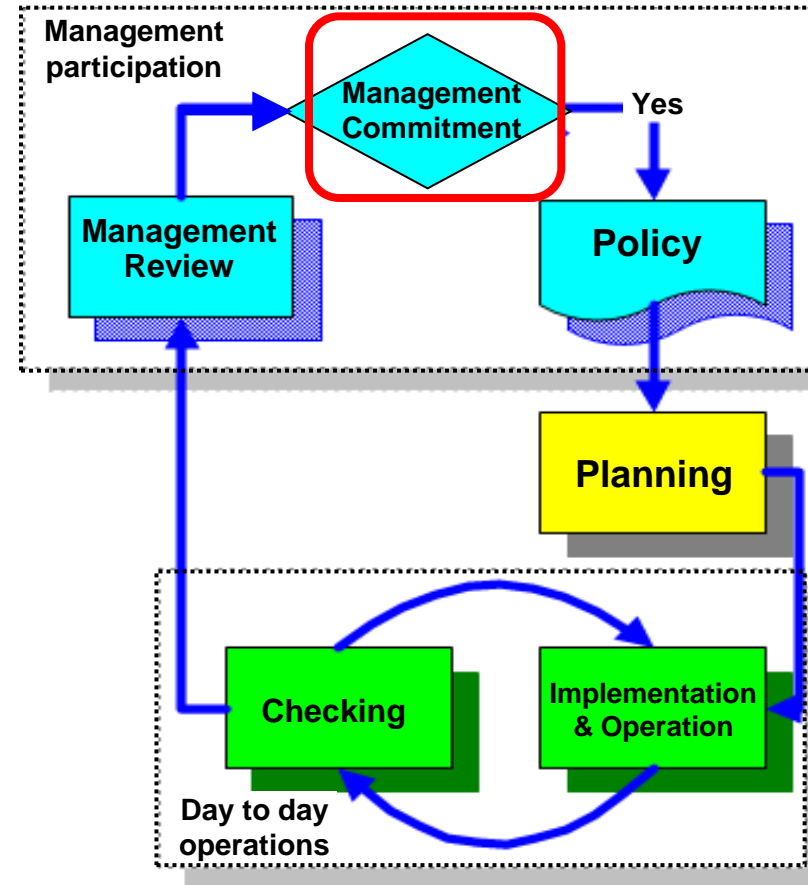 Management
participation
Management
Commitment
Yes
Management
Review
Policy
Planning
Checking
Implementation
& Operation
Day to day
operations